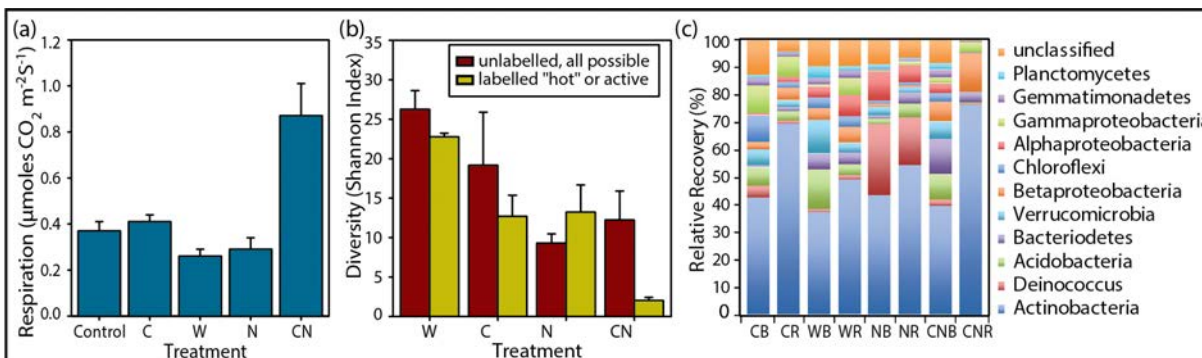 (a)
Respiration (µmoles CO2 m-2S-1)
1.2
1.0
0.8
0.6
0.4
0.2
0
Control C W N CN
Treatment
(b)
Diversity (Shannon Index)
35
30
25
20
15
10
5
0
unlabelled, all possible
labelled "hot" or active
W C N CN
Treatment
(c)
Relative Recovery (%)
100
90
80
70
60
50
40
30
20
10
0
CB CR WB WR NB NR CNB CNR
unclassified
Planctomycetes
Gemmatimonadetes
Gammaproteobacteria
Alphaproteobacteria
Chloroflexi
Betaproteobacteria
Verrucomicrobia
Bacteriodetes
Acidobacteria
Deinococcus
Actinobacteria